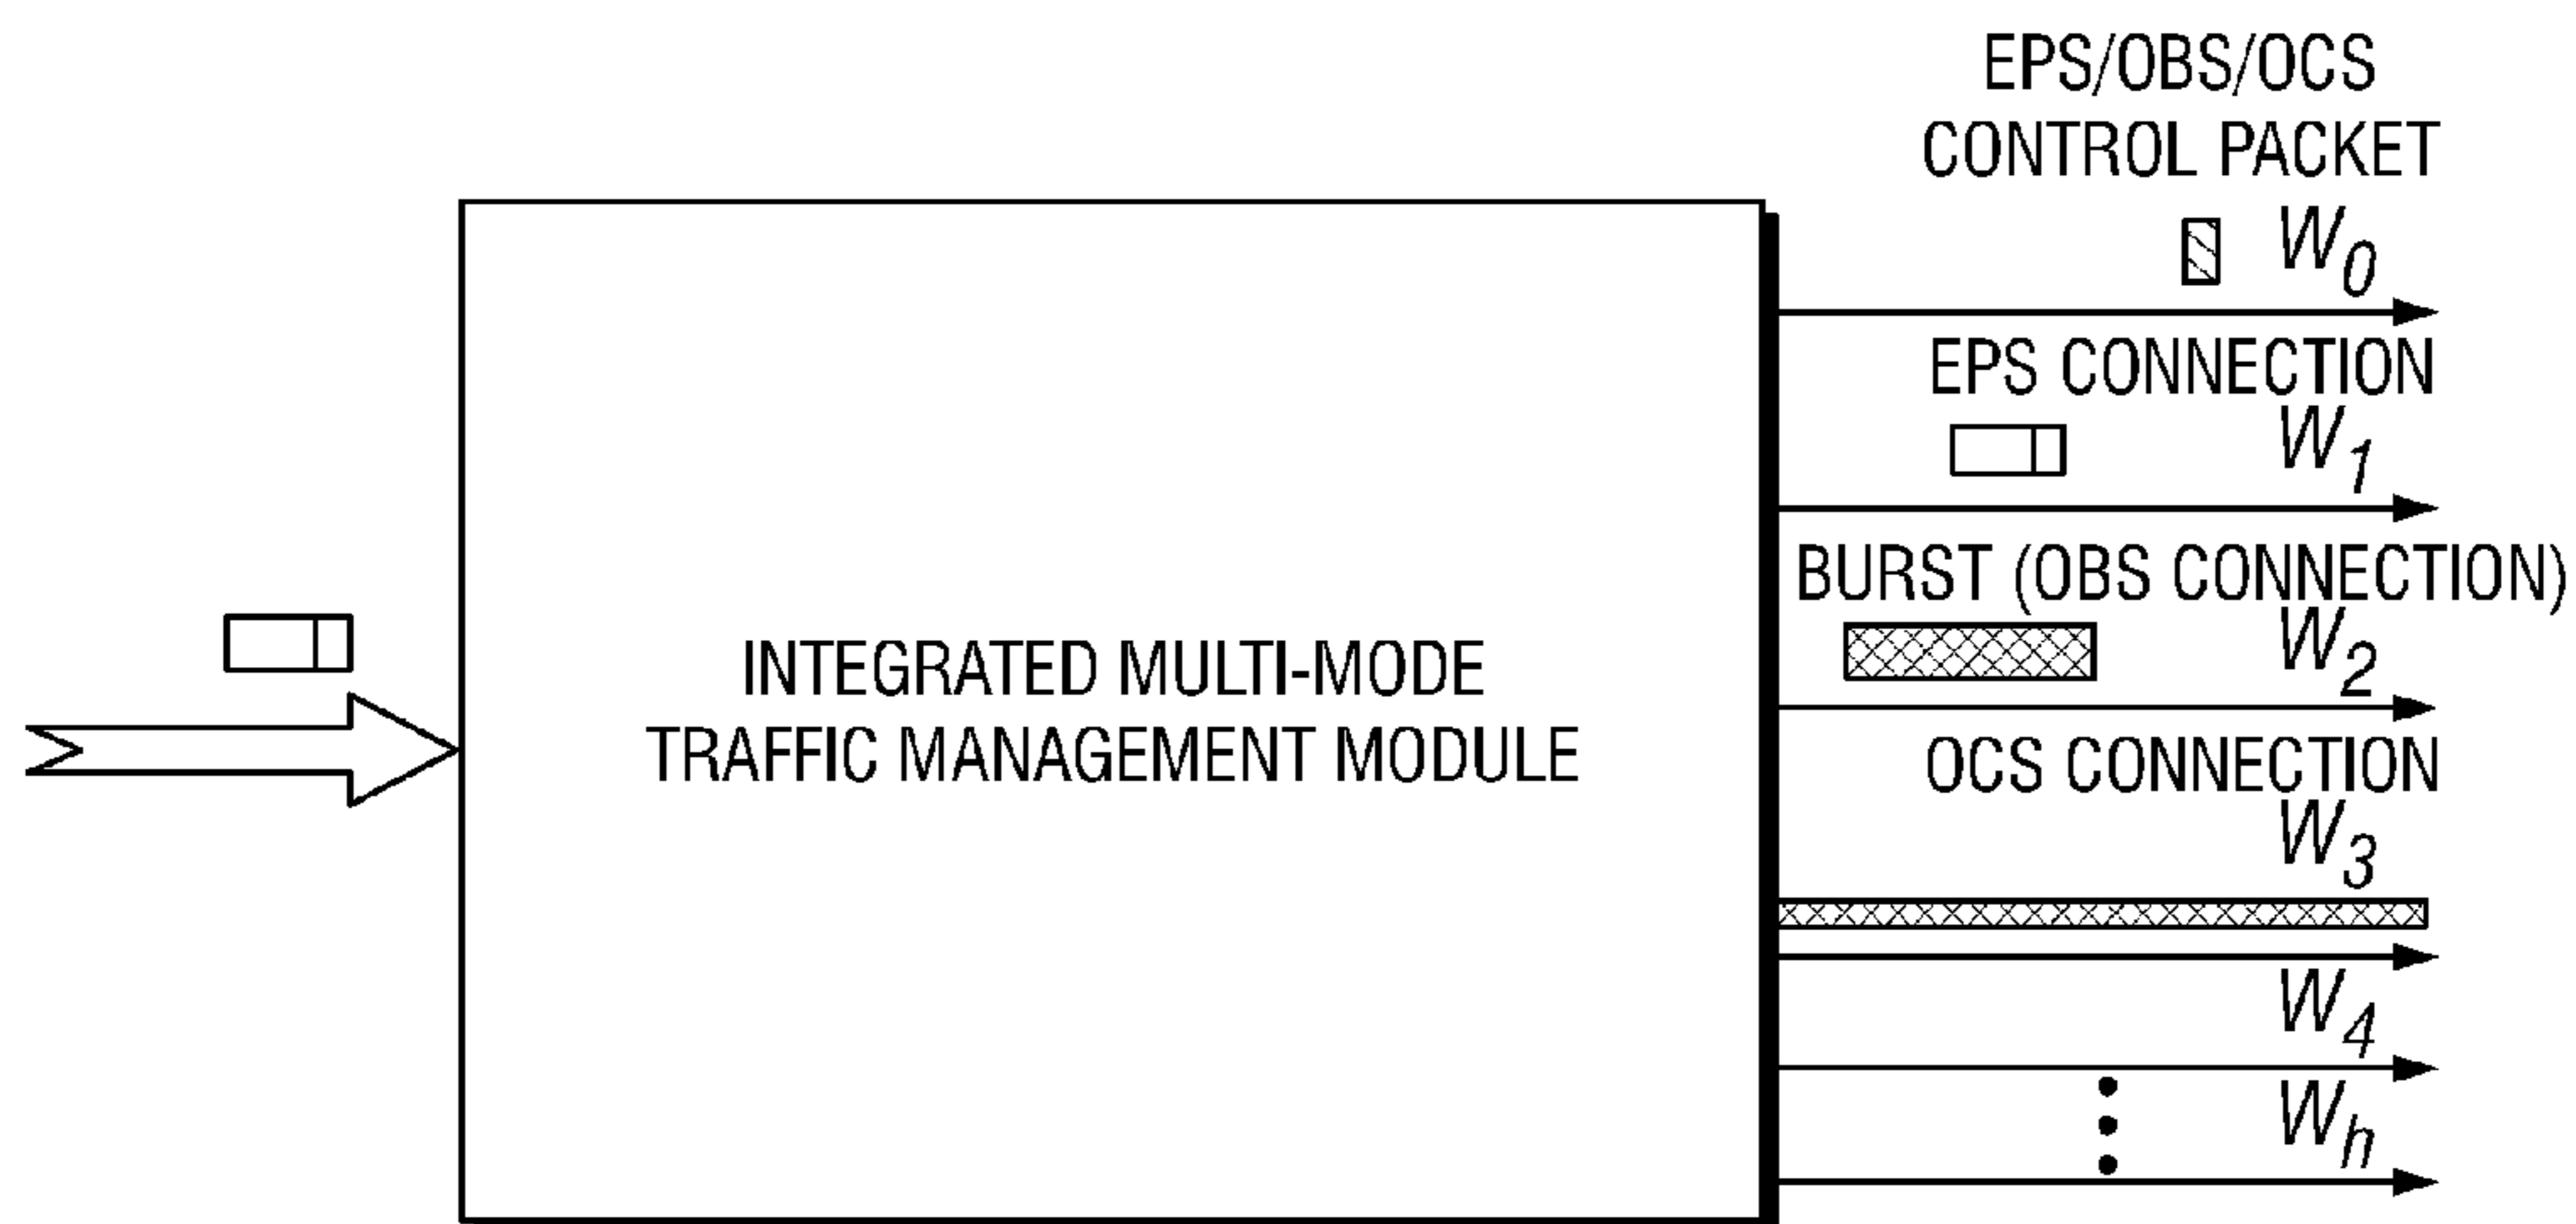 EPS/OBS/OCS
CONTROL PACKET
W0
EPS CONNECTION
W1
BURST (OBS CONNECTION)
W2
INTEGRATED MULTI-MODE
TRAFFIC MANAGEMENT MODULE
OCS CONNECTION
W3
W4
Wh